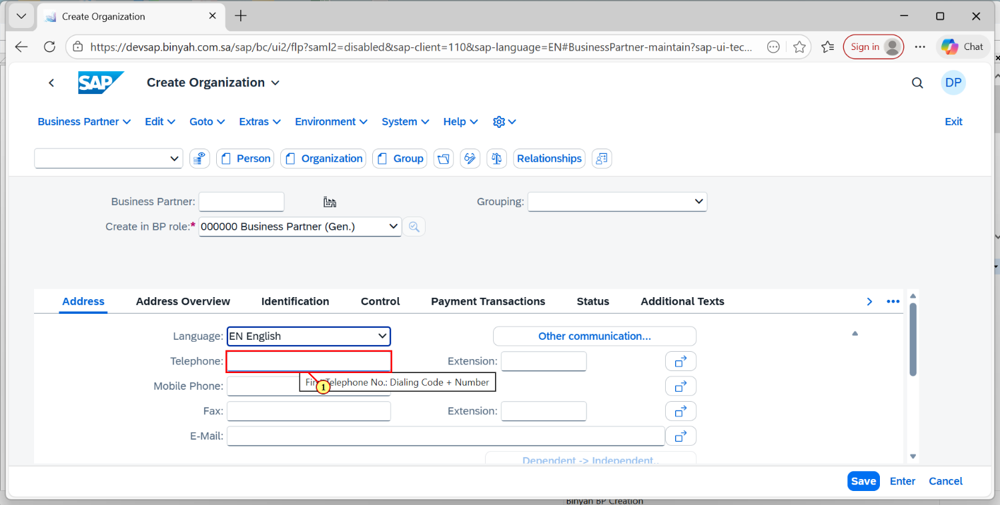 Create Organization
https://devsap.binyah.com.sa/sap/bc/ui2/flp?saml2=disabled&sap-client=110&sap-language=EN#BusinessPartner-maintain?sap-ui-tec...
Sign in
Chat
SAP
Create Organization
DP
Business Partner
Edit
Goto
Extras
Environment
System
Help
Exit
Person
Organization
Group
Relationships
Business Partner:
Grouping:
Create in BP role:* 000000 Business Partner (Gen.)
Address
Address Overview
Identification
Control
Payment Transactions
Status
Additional Texts
Language: EN English
Other communication...
Telephone:
Extension:
First Telephone No.: Dialing Code + Number
1
Mobile Phone:
Fax:
Extension:
E-Mail:
Dependent -> Independent..
Save
Enter
Cancel
Binyah BP Creation